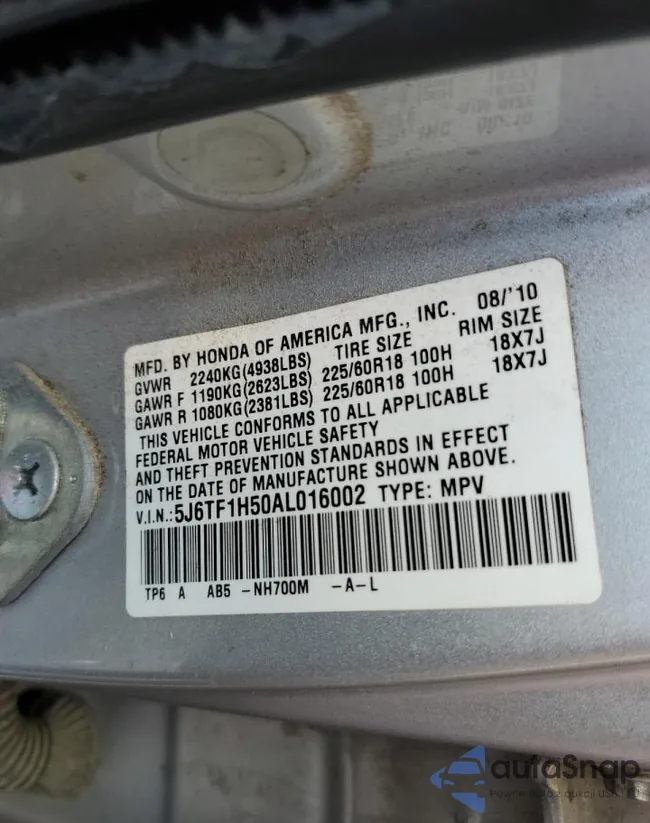 MFD. BY HONDA OF AMERICA MFG., INC. 08/'10
GVWR 2240KG(4938LBS) TIRE SIZE RIM SIZE
GAWR F 1190KG(2623LBS) 225/60R18 100H 18X7J
GAWR R 1080KG(2381LBS) 225/60R18 100H 18X7J
THIS VEHICLE CONFORMS TO ALL APPLICABLE
FEDERAL MOTOR VEHICLE SAFETY
AND THEFT PREVENTION STANDARDS IN EFFECT
ON THE DATE OF MANUFACTURE SHOWN ABOVE.
V.I.N.:5J6TF1H50AL016002 TYPE: MPV
TP6 A AB5 -NH700M -A-L
autaSnap